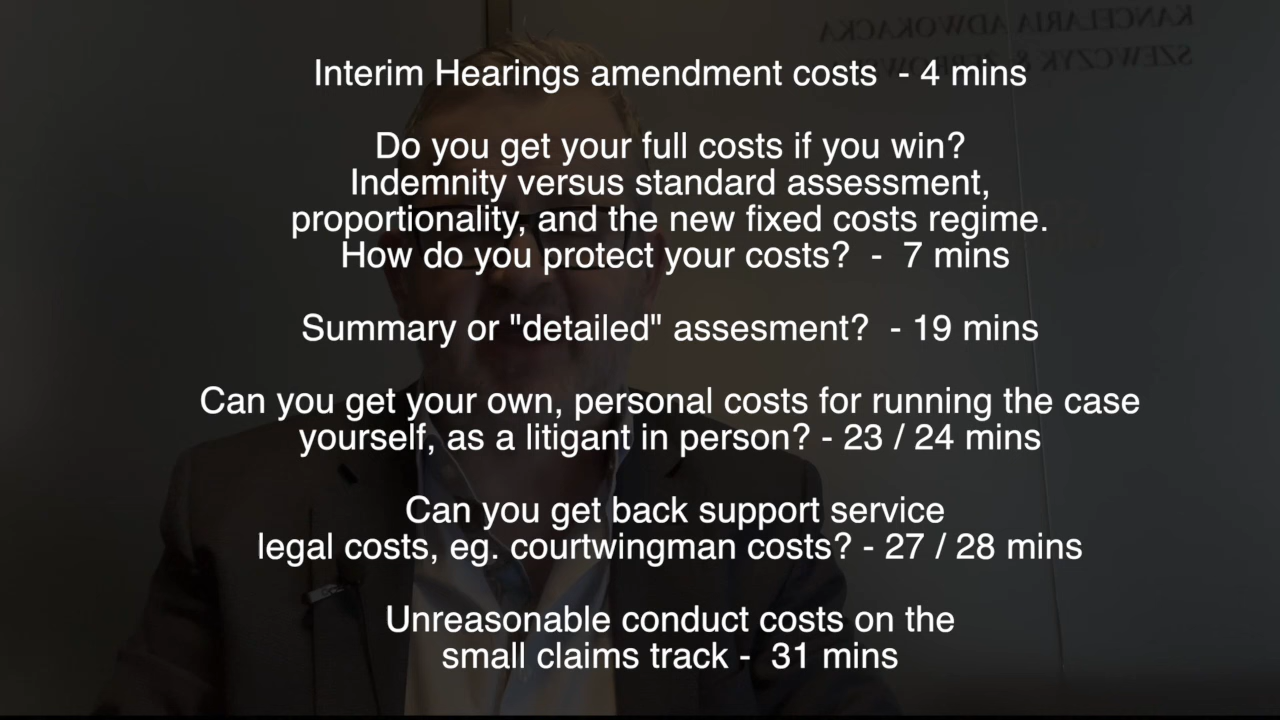 KANCELARIA ADWOKACKA
SZEWCZYK &
Interim Hearings amendment costs - 4 mins
Do you get your full costs if you win?
Indemnity versus standard assessment,
proportionality, and the new fixed costs regime.
How do you protect your costs? - 7 mins
Summary or "detailed" assesment? - 19 mins
Can you get your own, personal costs for running the case
yourself, as a litigant in person? - 23 / 24 mins
Can you get back support service
legal costs, eg. courtwingman costs? - 27 / 28 mins
Unreasonable conduct costs on the
small claims track - 31 mins